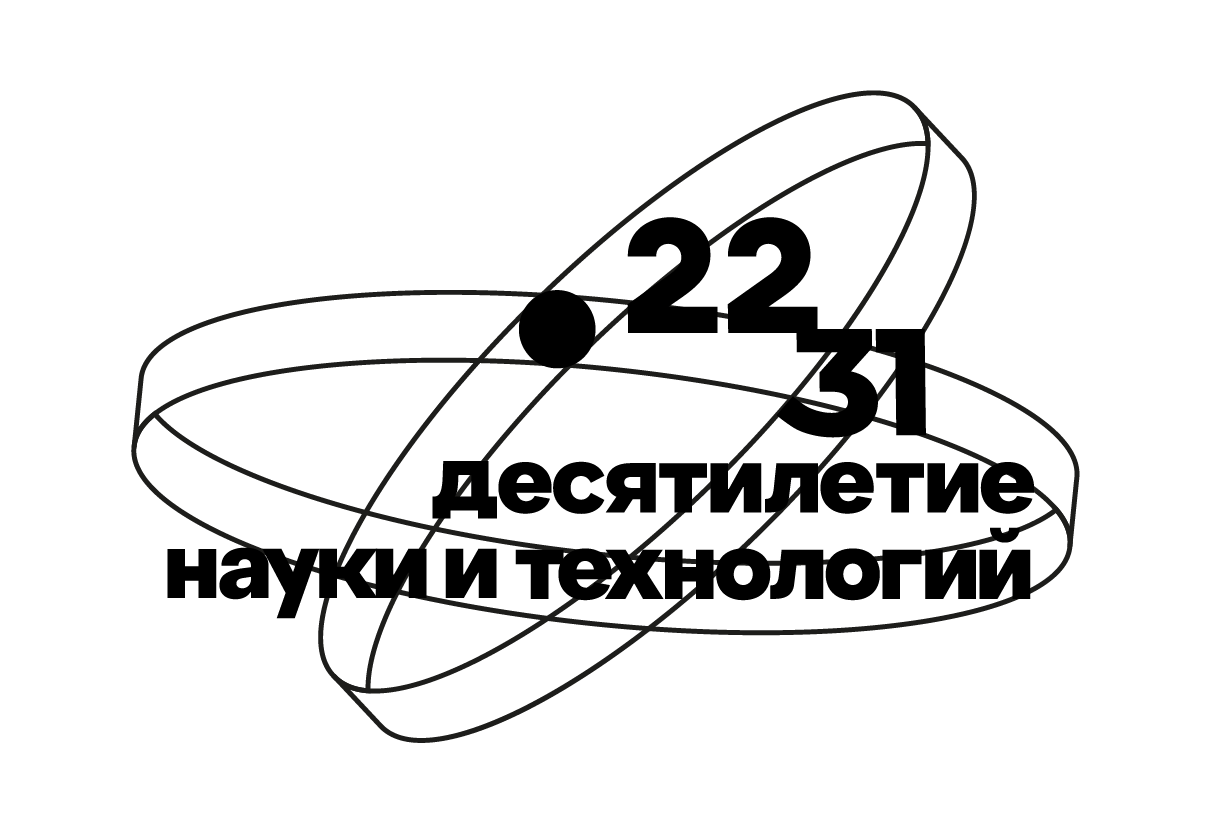 22
31
десятилетие
науки и технологий